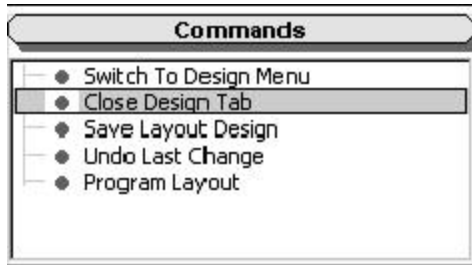 Commands
Switch To Design Menu
Close Design Tab
Save Layout Design
Undo Last Change
Program Layout